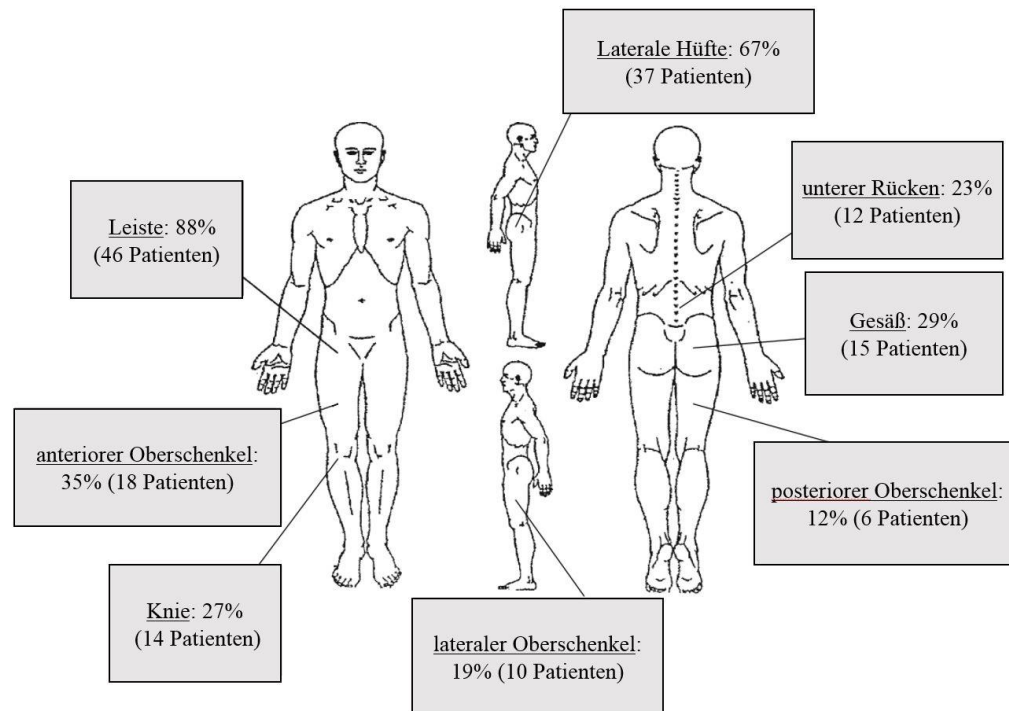 Laterale Hüfte: 67%
(37 Patienten)
Leiste: 88%
(46 Patienten)
unterer Rücken: 23%
(12 Patienten)
Gesäß: 29%
(15 Patienten)
anteriorer Oberschenkel:
35% (18 Patienten)
posteriorer Oberschenkel:
12% (6 Patienten)
Knie: 27%
(14 Patienten)
lateraler Oberschenkel:
19% (10 Patienten)